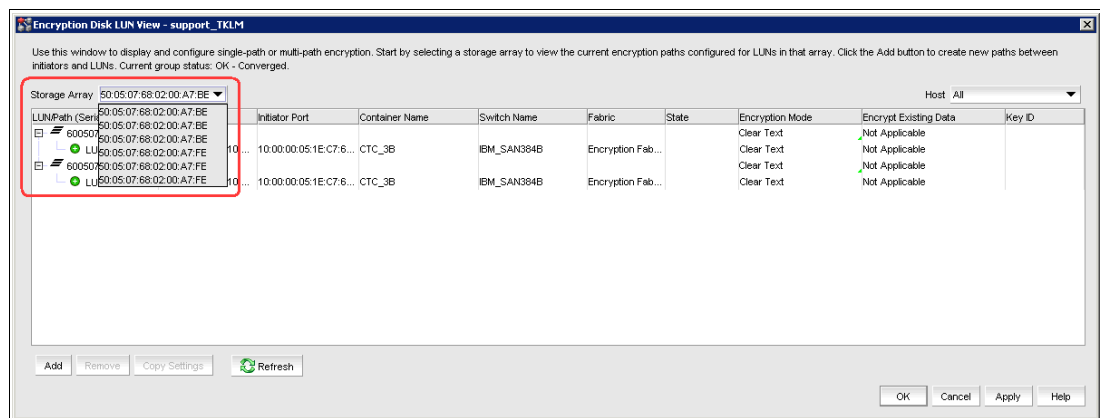 Encryption Disk LUN View - support_TKLM
Use this window to display and configure single-path or multi-path encryption. Start by selecting a storage array to view the current encryption paths configured for LUNs in that array. Click the Add button to create new paths between
initiators and LUNs. Current group status: OK - Converged.
Storage Array 50:05:07:68:02:00:A7:BE Host All
LUN/Path (Seri Initiator Port Container Name Switch Name Fabric State Encryption Mode Encrypt Existing Data Key ID
50:05:07:68:02:00:A7:BE
50:05:07:68:02:00:A7:BE
50:05:07:68:02:00:A7:BE
50:05:07:68:02:00:A7:FE
50:05:07:68:02:00:A7:FE
50:05:07:68:02:00:A7:FE
600507 Clear Text Not Applicable
LU 10 ... 10:00:00:05:1E:C7:6... CTC_3B IBM_SAN384B Encryption Fab... Clear Text Not Applicable
600507 Clear Text Not Applicable
LU 10 ... 10:00:00:05:1E:C7:6... CTC_3B IBM_SAN384B Encryption Fab... Clear Text Not Applicable
Add Remove Copy Settings Refresh
OK Cancel Apply Help